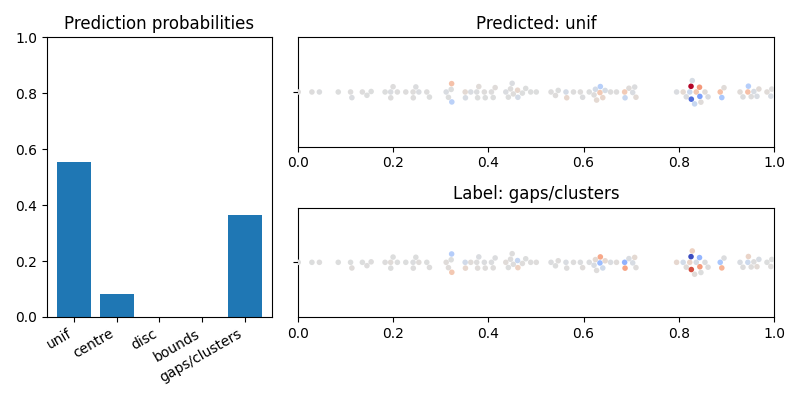 Prediction probabilities
1.0
0.8
0.6
0.4
0.2
0.0
unif
centre
disc
bounds
gaps/clusters
Predicted: unif
0.0 0.2 0.4 0.6 0.8 1.0
Label: gaps/clusters
0.0 0.2 0.4 0.6 0.8 1.0